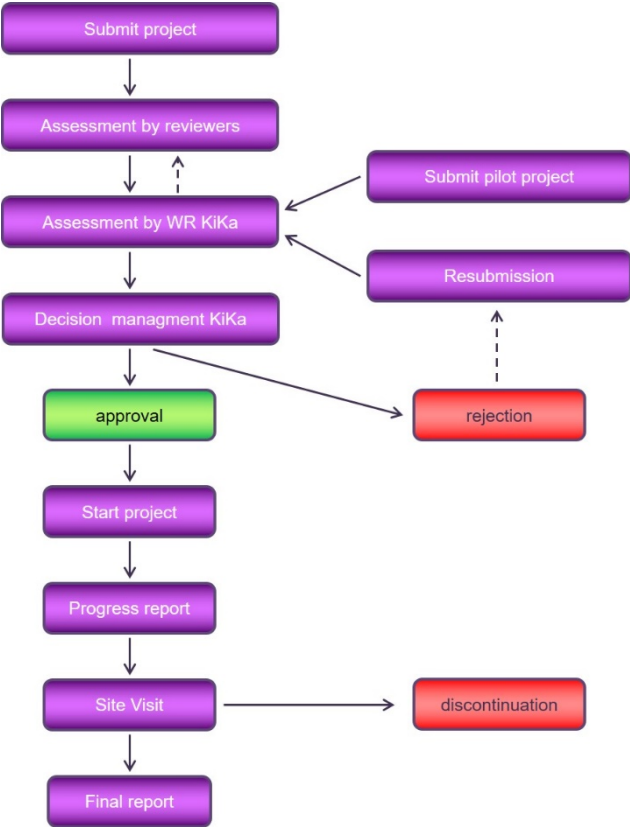 Submit project
Assessment by reviewers
Submit pilot project
Assessment by WR KiKa
Resubmission
Decision managment KiKa
approval
rejection
Start project
Progress report
Site Visit
discontinuation
Final report